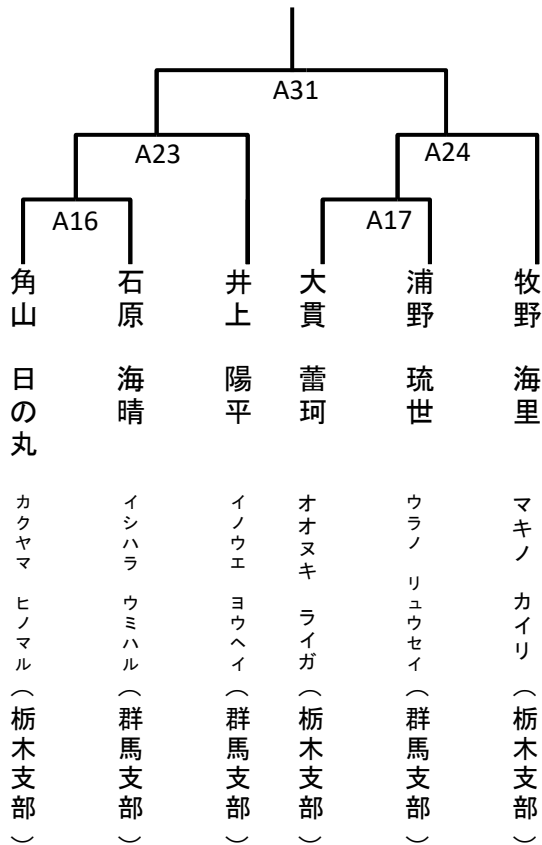 A31
A23
A24
A16
A17
角山 日の丸 カクヤマ ヒノマル (栃木支部)
石原 海晴 イシハラ ウミハル (群馬支部)
井上 陽平 イノウエ ヨウヘイ (群馬支部)
大貫 蕾珂 オオヌキ ライガ (栃木支部)
浦野 琉世 ウラノ リュウセイ (群馬支部)
牧野 海里 マキノ カイリ (栃木支部)